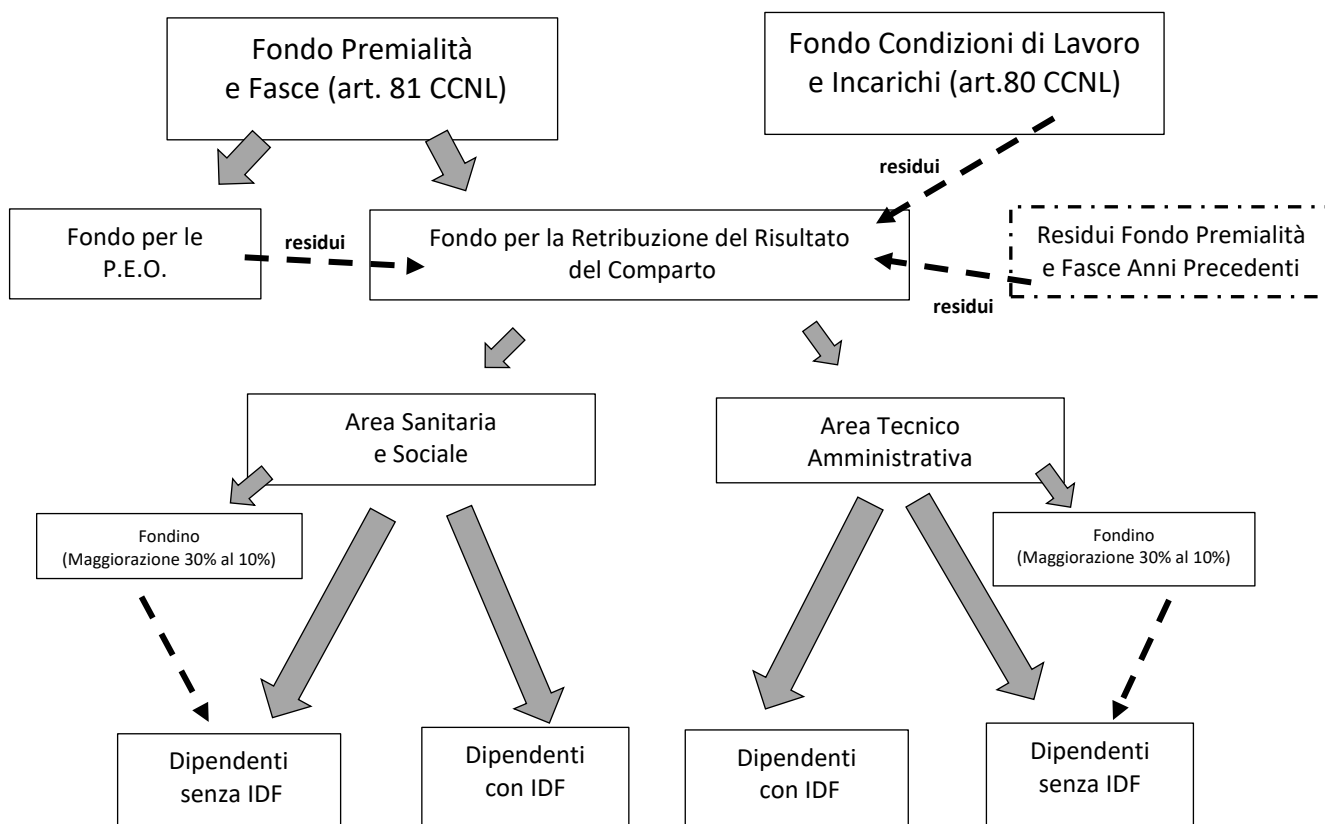 Fondo Premialità
e Fasce (art. 81 CCNL)
Fondo Condizioni di Lavoro
e Incarichi (art.80 CCNL)
residui
Fondo per le
P.E.O.
residui
Fondo per la Retribuzione del Risultato
del Comparto
Residui Fondo Premialità
e Fasce Anni Precedenti
residui
Area Sanitaria
e Sociale
Area Tecnico
Amministrativa
Fondino
(Maggiorazione 30% al 10%)
Fondino
(Maggiorazione 30% al 10%)
Dipendenti
senza IDF
Dipendenti
con IDF
Dipendenti
con IDF
Dipendenti
senza IDF